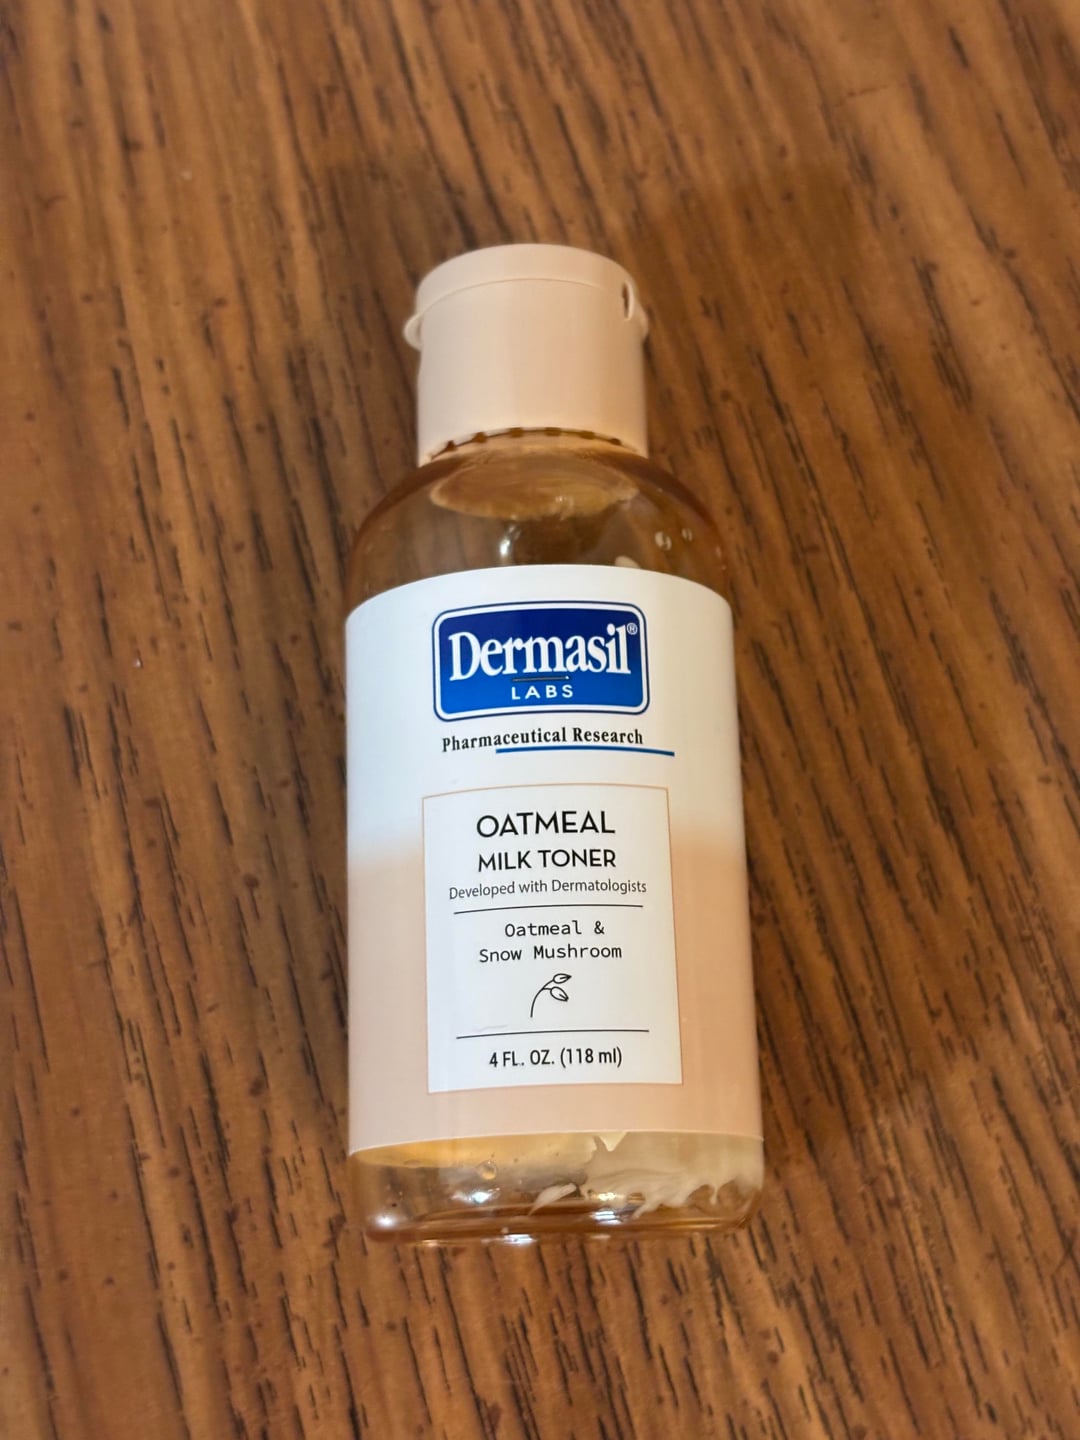 Dermasil®
LABS
Pharmaceutical Research
OATMEAL
MILK TONER
Developed with Dermatologists
Oatmeal &
Snow Mushroom
4 FL. OZ. (118 ml)